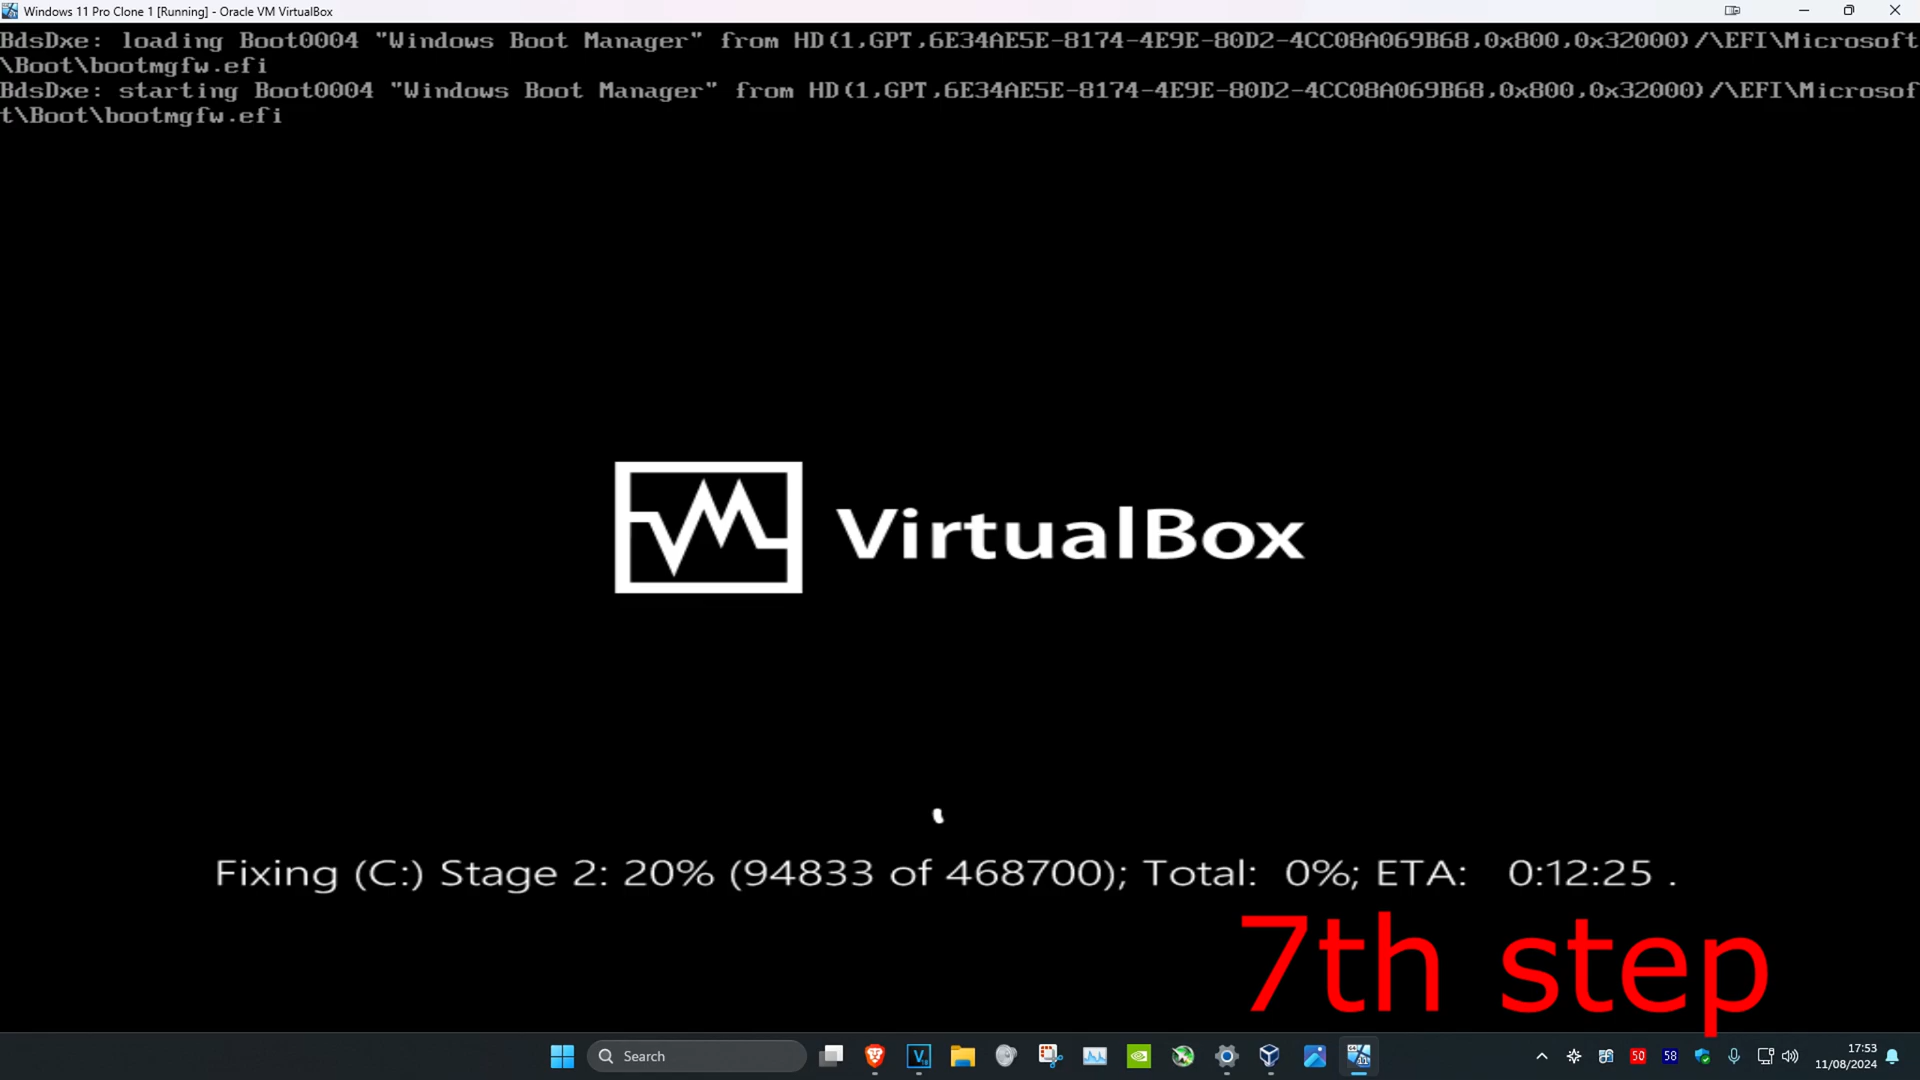 Windows 11 Pro Clone 1 [Running] - Oracle VM VirtualBox
BdsDxe: loading Boot0004 "Windows Boot Manager" from HD(1,GPT,6E34AE5E-8174-4E9E-80D2-4CC08A069B68,0x800,0x32000)/\EFI\Microsoft
\Boot\bootmgfw.efi
BdsDxe: starting Boot0004 "Windows Boot Manager" from HD(1,GPT,6E34AE5E-8174-4E9E-80D2-4CC08A069B68,0x800,0x32000)/\EFI\Microsof
t\Boot\bootmgfw.efi
VirtualBox
Fixing (C:) Stage 2: 20% (94833 of 468700); Total: 0%; ETA: 0:12:25 .
7th step
Search
50
58
17:53
11/08/2024